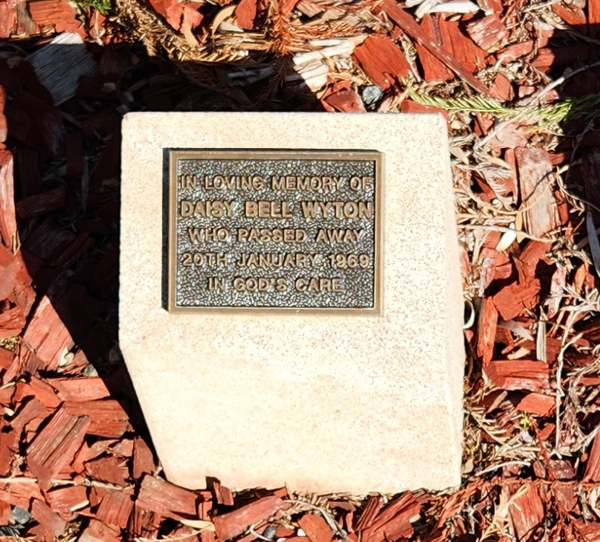 IN LOVING MEMORY OF
DAISY BELL WYTON
WHO PASSED AWAY
20TH JANUARY 1969
IN GOD'S CARE